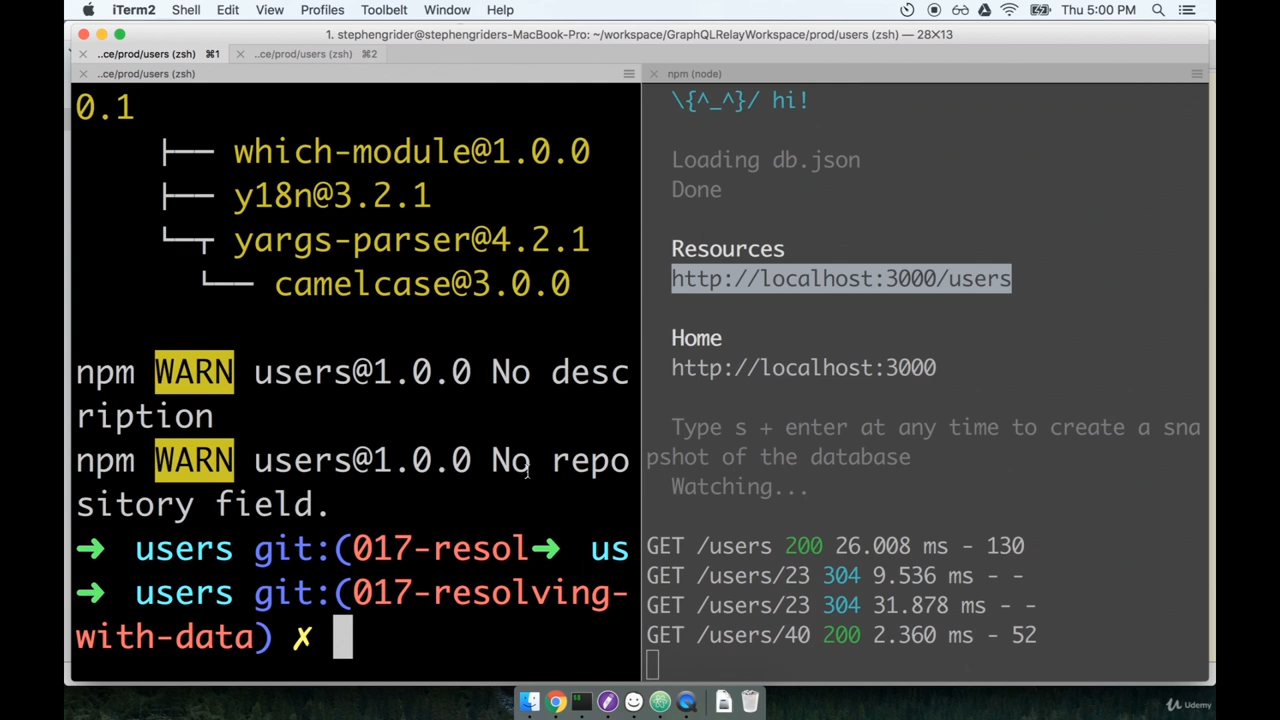 iTerm2 Shell Edit View Profiles Toolbelt Window Help Thu 5:00 PM
1. stephengrider@stephengriders-MacBook-Pro: ~/workspace/GraphQLRelayWorkspace/prod/users (zsh) — 28×13
..ce/prod/users (zsh) ⌘1 ..ce/prod/users (zsh) ⌘2
..ce/prod/users (zsh)
0.1
├── which-module@1.0.0
├── y18n@3.2.1
└─┬ yargs-parser@4.2.1
└── camelcase@3.0.0
npm WARN users@1.0.0 No desc
ription
npm WARN users@1.0.0 No repo
sitory field.
➜ users git:(017-resol➜ us
➜ users git:(017-resolving-
with-data) ✗
npm (node)
\{^_^}/ hi!
Loading db.json
Done
Resources
http://localhost:3000/users
Home
http://localhost:3000
Type s + enter at any time to create a sna
pshot of the database
Watching...
GET /users 200 26.008 ms - 130
GET /users/23 304 9.536 ms - -
GET /users/23 304 31.878 ms - -
GET /users/40 200 2.360 ms - 52
Udemy